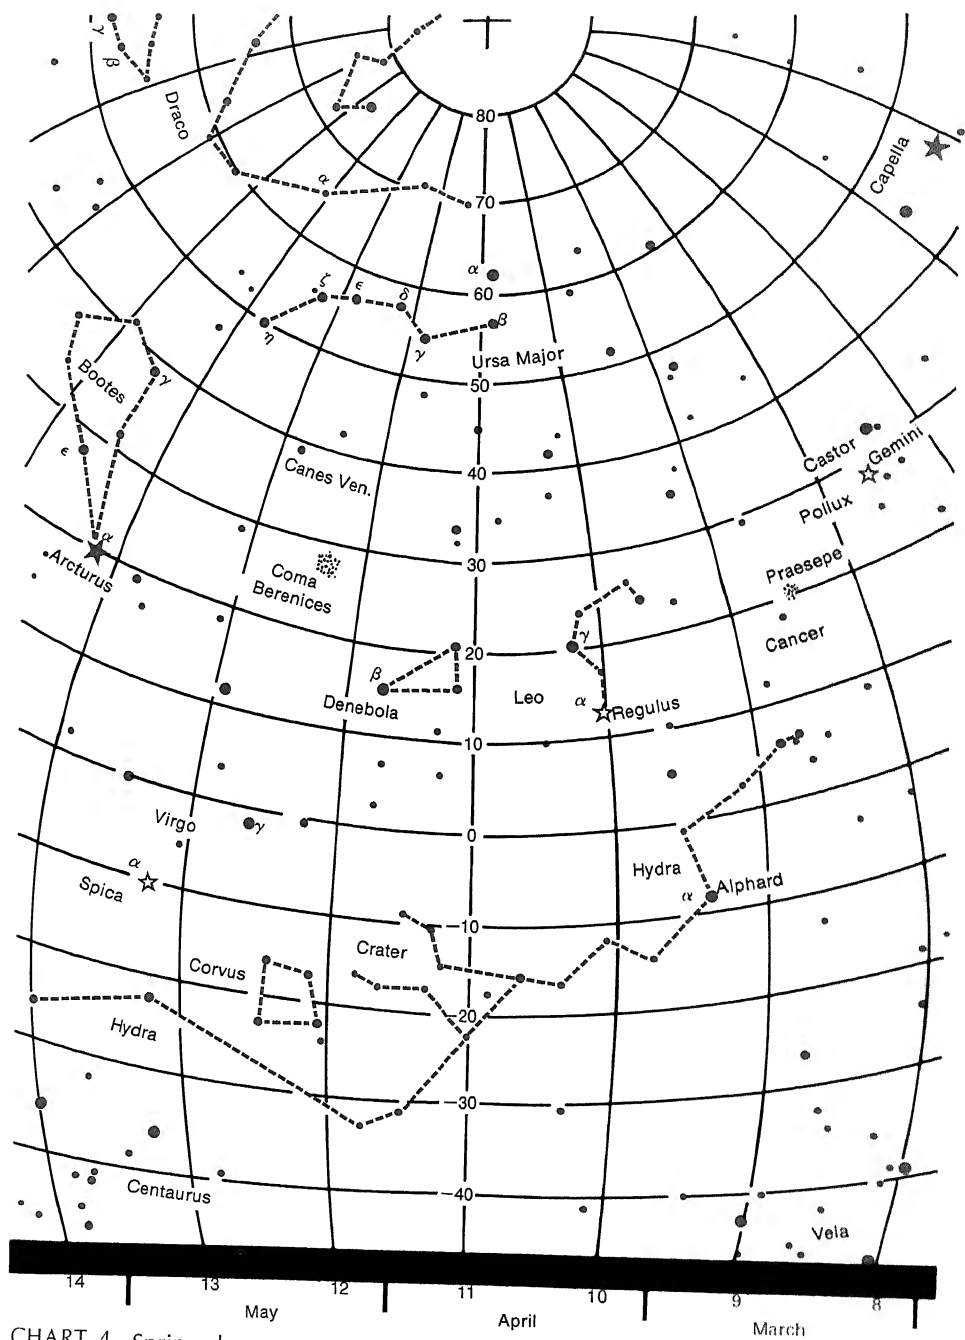 γ
β
Draco
80
Capella
α
70
α
60
ζ
ε
δ
β
η
γ
Ursa Major
50
Bootes
γ
ε
Castor
Gemini
40
Canes Ven.
Pollux
α
Arcturus
30
Coma
Berenices
Praesepe
Cancer
γ
20
β
Denebola
Leo
α
Regulus
10
Virgo
γ
0
α
Spica
Hydra
α
Alphard
-10
Crater
Corvus
-20
Hydra
-30
Centaurus
-40
Vela
14
13
12
11
10
9
8
May
April
March
CHART 4